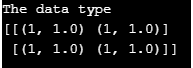 The data type
[[(1, 1.0) (1, 1.0)]
 [(1, 1.0) (1, 1.0)]]